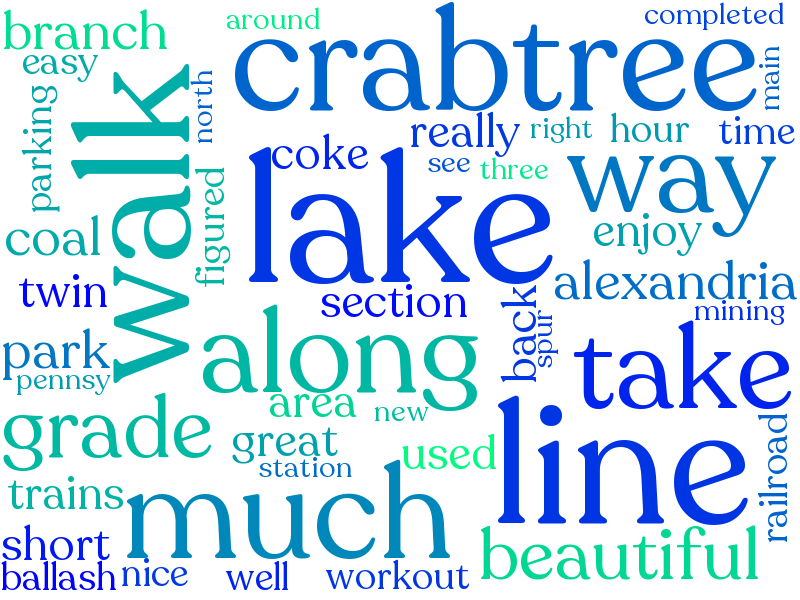 around
completed
branch
crabtree
easy
main
walk
north
parking
really
right
hour
time
coke
see
three
way
lake
figured
coal
enjoy
twin
alexandria
section
back
spur
mining
along
park
pennsy
take
area
new
line
grade
great
used
station
railroad
trains
much
short
beautiful
ballash
nice
well
workout